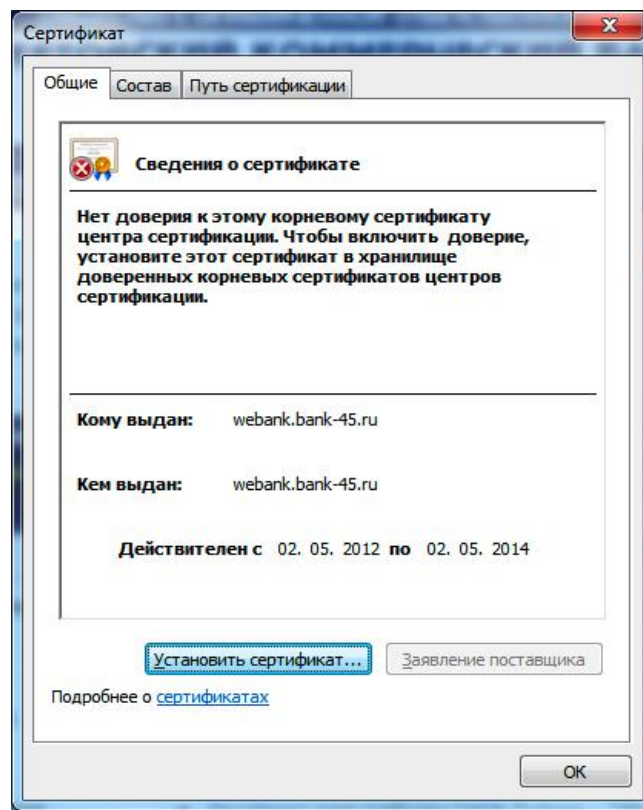 Сертификат
Общие Состав Путь сертификации
Сведения о сертификате
Нет доверия к этому корневому сертификату
центра сертификации. Чтобы включить доверие,
установите этот сертификат в хранилище
доверенных корневых сертификатов центров
сертификации.
Кому выдан: webank.bank-45.ru
Кем выдан: webank.bank-45.ru
Действителен с 02. 05. 2012 по 02. 05. 2014
Установить сертификат... Заявление поставщика
Подробнее о сертификатах
OK